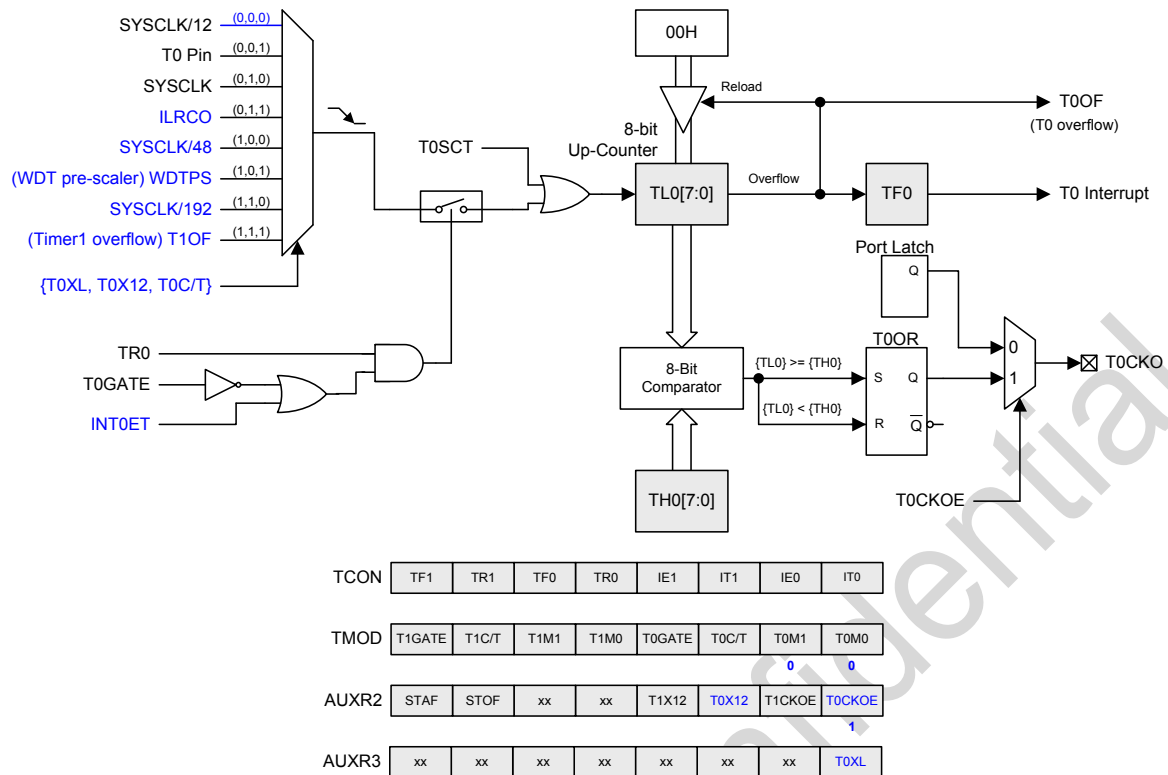 SYSCLK/12 (0,0,0)
T0 Pin (0,0,1)
SYSCLK (0,1,0)
ILRCO (0,1,1)
SYSCLK/48 (1,0,0)
(WDT pre-scaler) WDTPS (1,0,1)
SYSCLK/192 (1,1,0)
(Timer1 overflow) T1OF (1,1,1)
{T0XL, T0X12, T0C/T}
TR0
T0GATE
INT0ET
T0SCT
00H
Reload
8-bit
Up-Counter
TL0[7:0]
Overflow
TF0
T0OF
(T0 overflow)
T0 Interrupt
Port Latch
Q
8-Bit
Comparator
{TL0} >= {TH0}
{TL0} < {TH0}
T0OR
S Q
R Q
0
1
T0CKO
T0CKOE
TH0[7:0]
TCON TF1 TR1 TF0 TR0 IE1 IT1 IE0 IT0
TMOD T1GATE T1C/T T1M1 T1M0 T0GATE T0C/T T0M1 T0M0
0 0
AUXR2 STAF STOF xx xx T1X12 T0X12 T1CKOE T0CKOE
1
AUXR3 xx xx xx xx xx xx xx T0XL